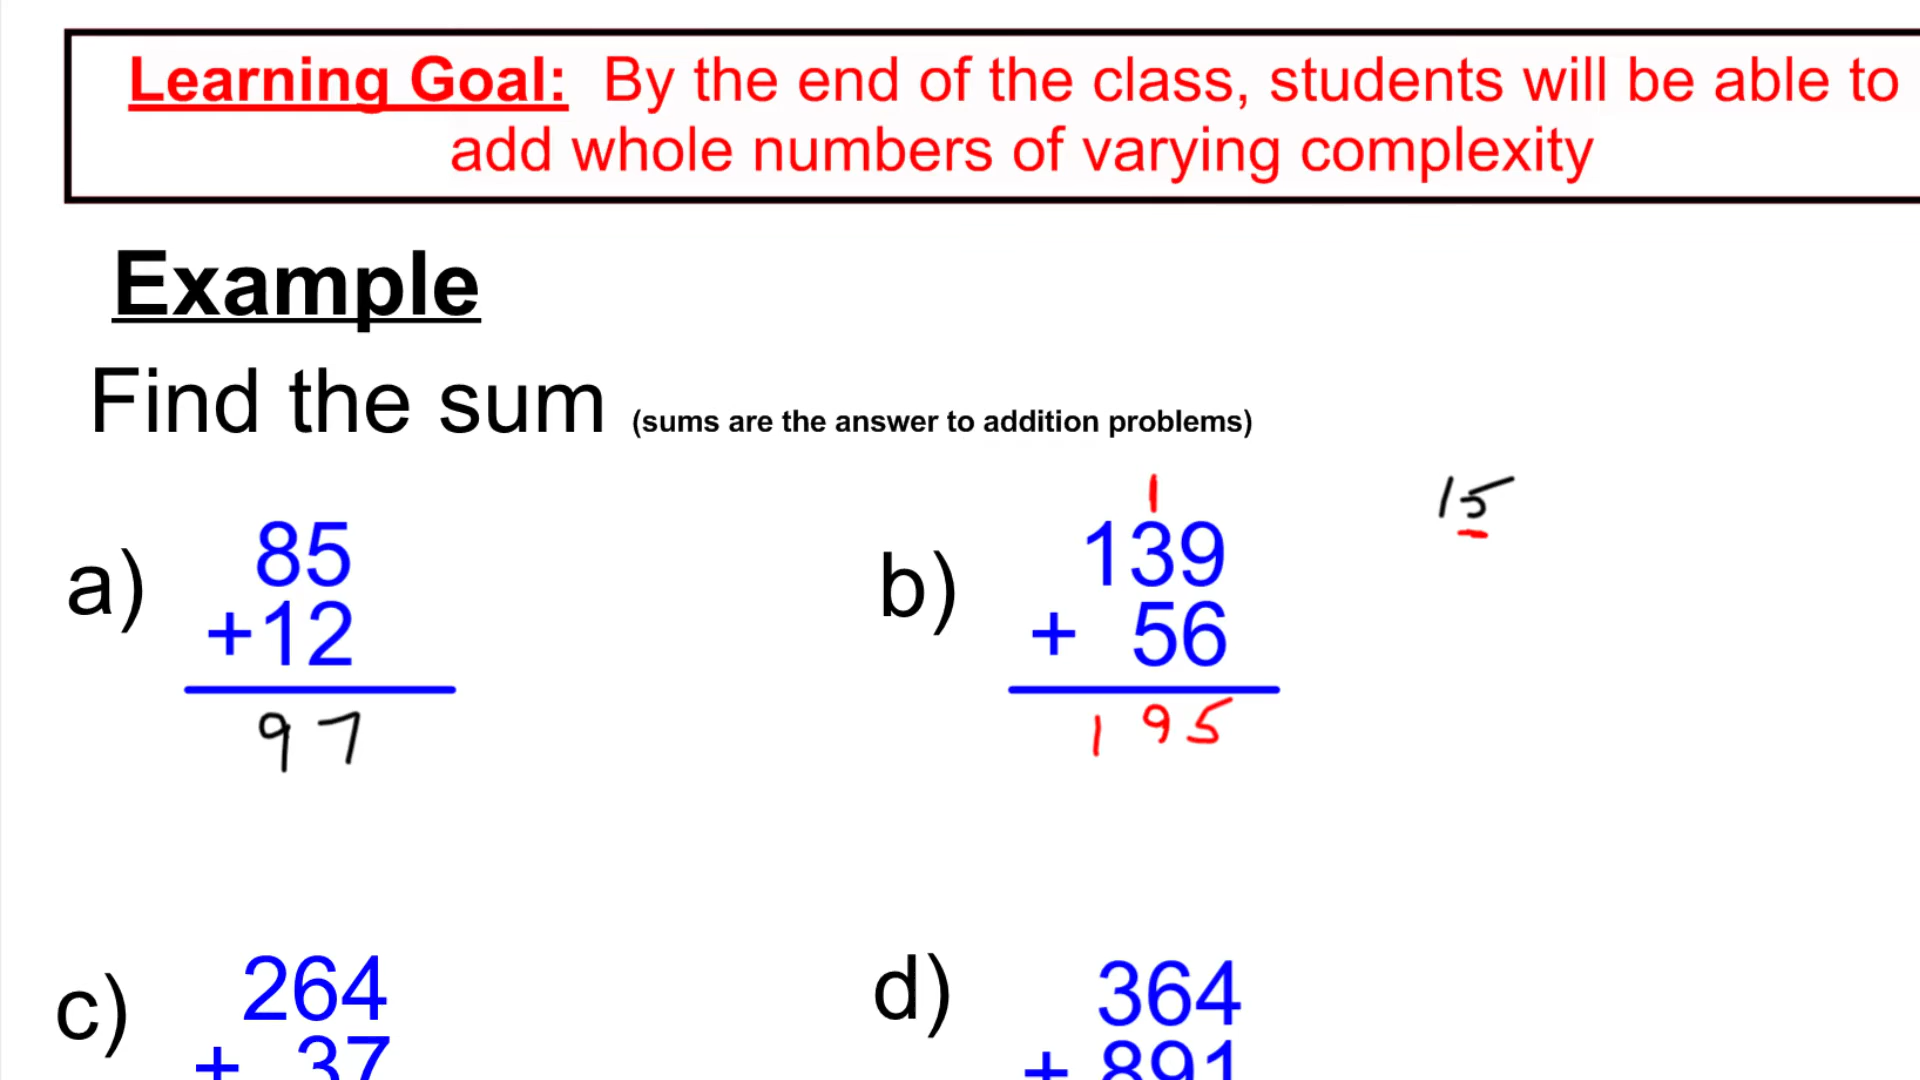 Learning Goal: By the end of the class, students will be able to
add whole numbers of varying complexity
Example
Find the sum (sums are the answer to addition problems)
a) 85
+12
97
b) 1
139
+ 56
195
15
c) 264
+ 37
d) 364
+ 891